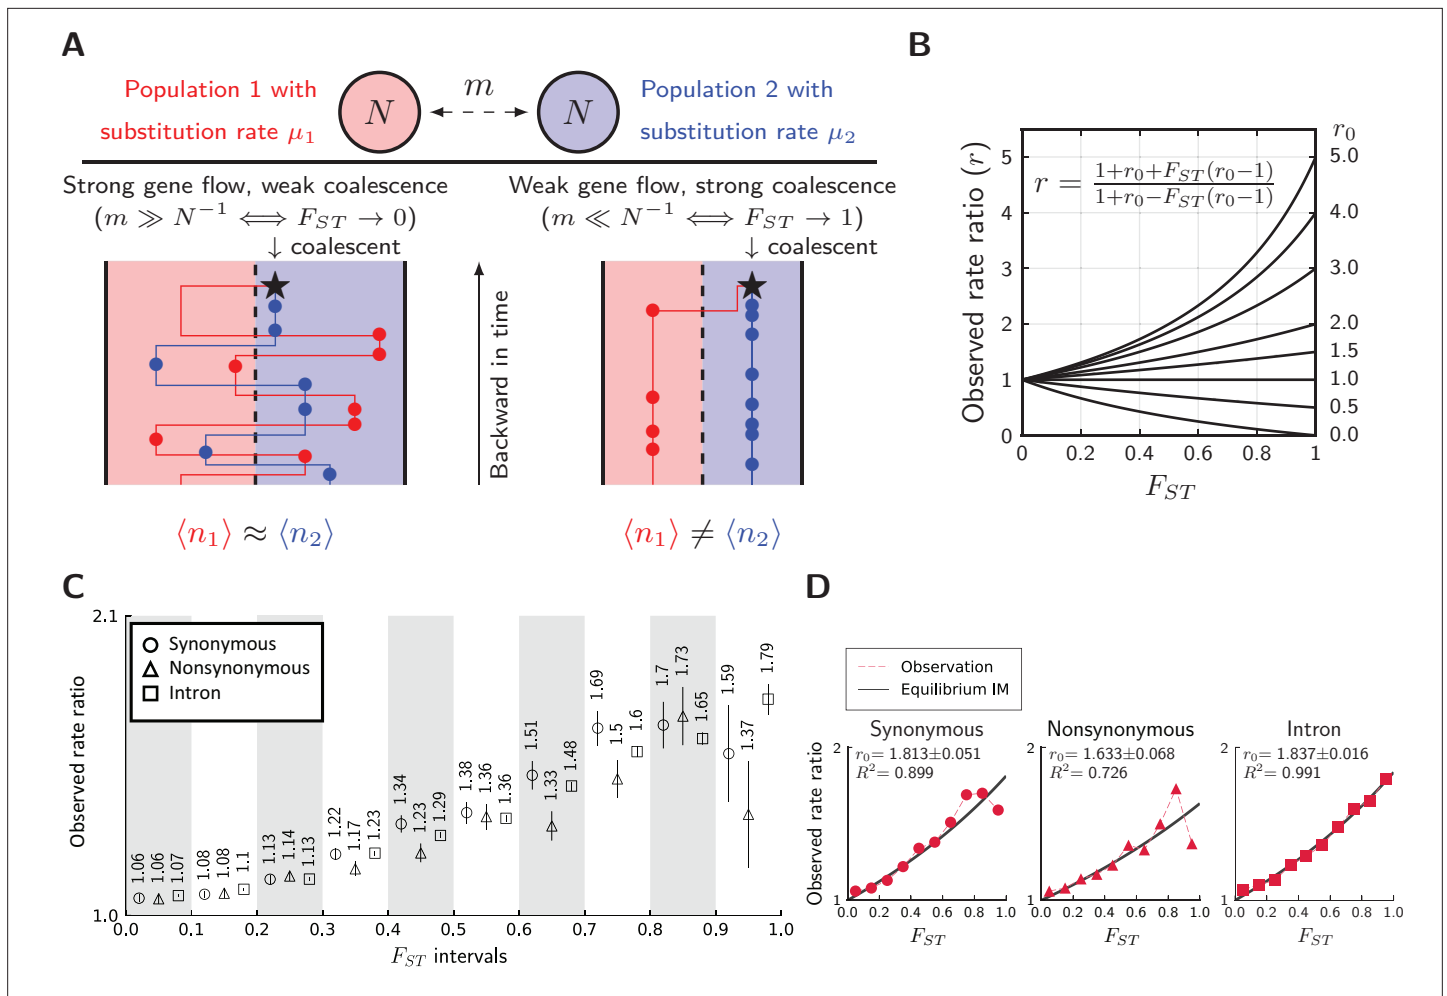 A
Population 1 with
substitution rate μ₁
N
m
N
Population 2 with
substitution rate μ₂
Strong gene flow, weak coalescence
(m ≫ N⁻¹ ⟺ F_ST → 0)
↓ coalescent
Weak gene flow, strong coalescence
(m ≪ N⁻¹ ⟺ F_ST → 1)
↓ coalescent
Backward in time
⟨n₁⟩ ≈ ⟨n₂⟩
⟨n₁⟩ ≠ ⟨n₂⟩
B
Observed rate ratio (r)
5
4
3
2
1
0
r = (1+r₀+F_ST(r₀−1))/(1+r₀−F_ST(r₀−1))
r₀
5.0
4.0
3.0
2.0
1.5
1.0
0.5
0.0
0 0.2 0.4 0.6 0.8 1
F_ST
C
Observed rate ratio
2.1
1.0
Synonymous
Nonsynonymous
Intron
1.06 1.06 1.07
1.08 1.08 1.1
1.13 1.14 1.13
1.22 1.17 1.23
1.34 1.23 1.29
1.38 1.36 1.36
1.51 1.33 1.48
1.69 1.5 1.6
1.7 1.73 1.65
1.59 1.37 1.79
0.0 0.1 0.2 0.3 0.4 0.5 0.6 0.7 0.8 0.9 1.0
F_ST intervals
D
Observation
Equilibrium IM
Observed rate ratio
Synonymous
r₀= 1.813±0.051
R²= 0.899
2
1
0.0 0.2 0.4 0.6 0.8 1.0
F_ST
Nonsynonymous
r₀= 1.633±0.068
R²= 0.726
2
1
0.0 0.2 0.4 0.6 0.8 1.0
F_ST
Intron
r₀= 1.837±0.016
R²= 0.991
2
1
0.0 0.2 0.4 0.6 0.8 1.0
F_ST